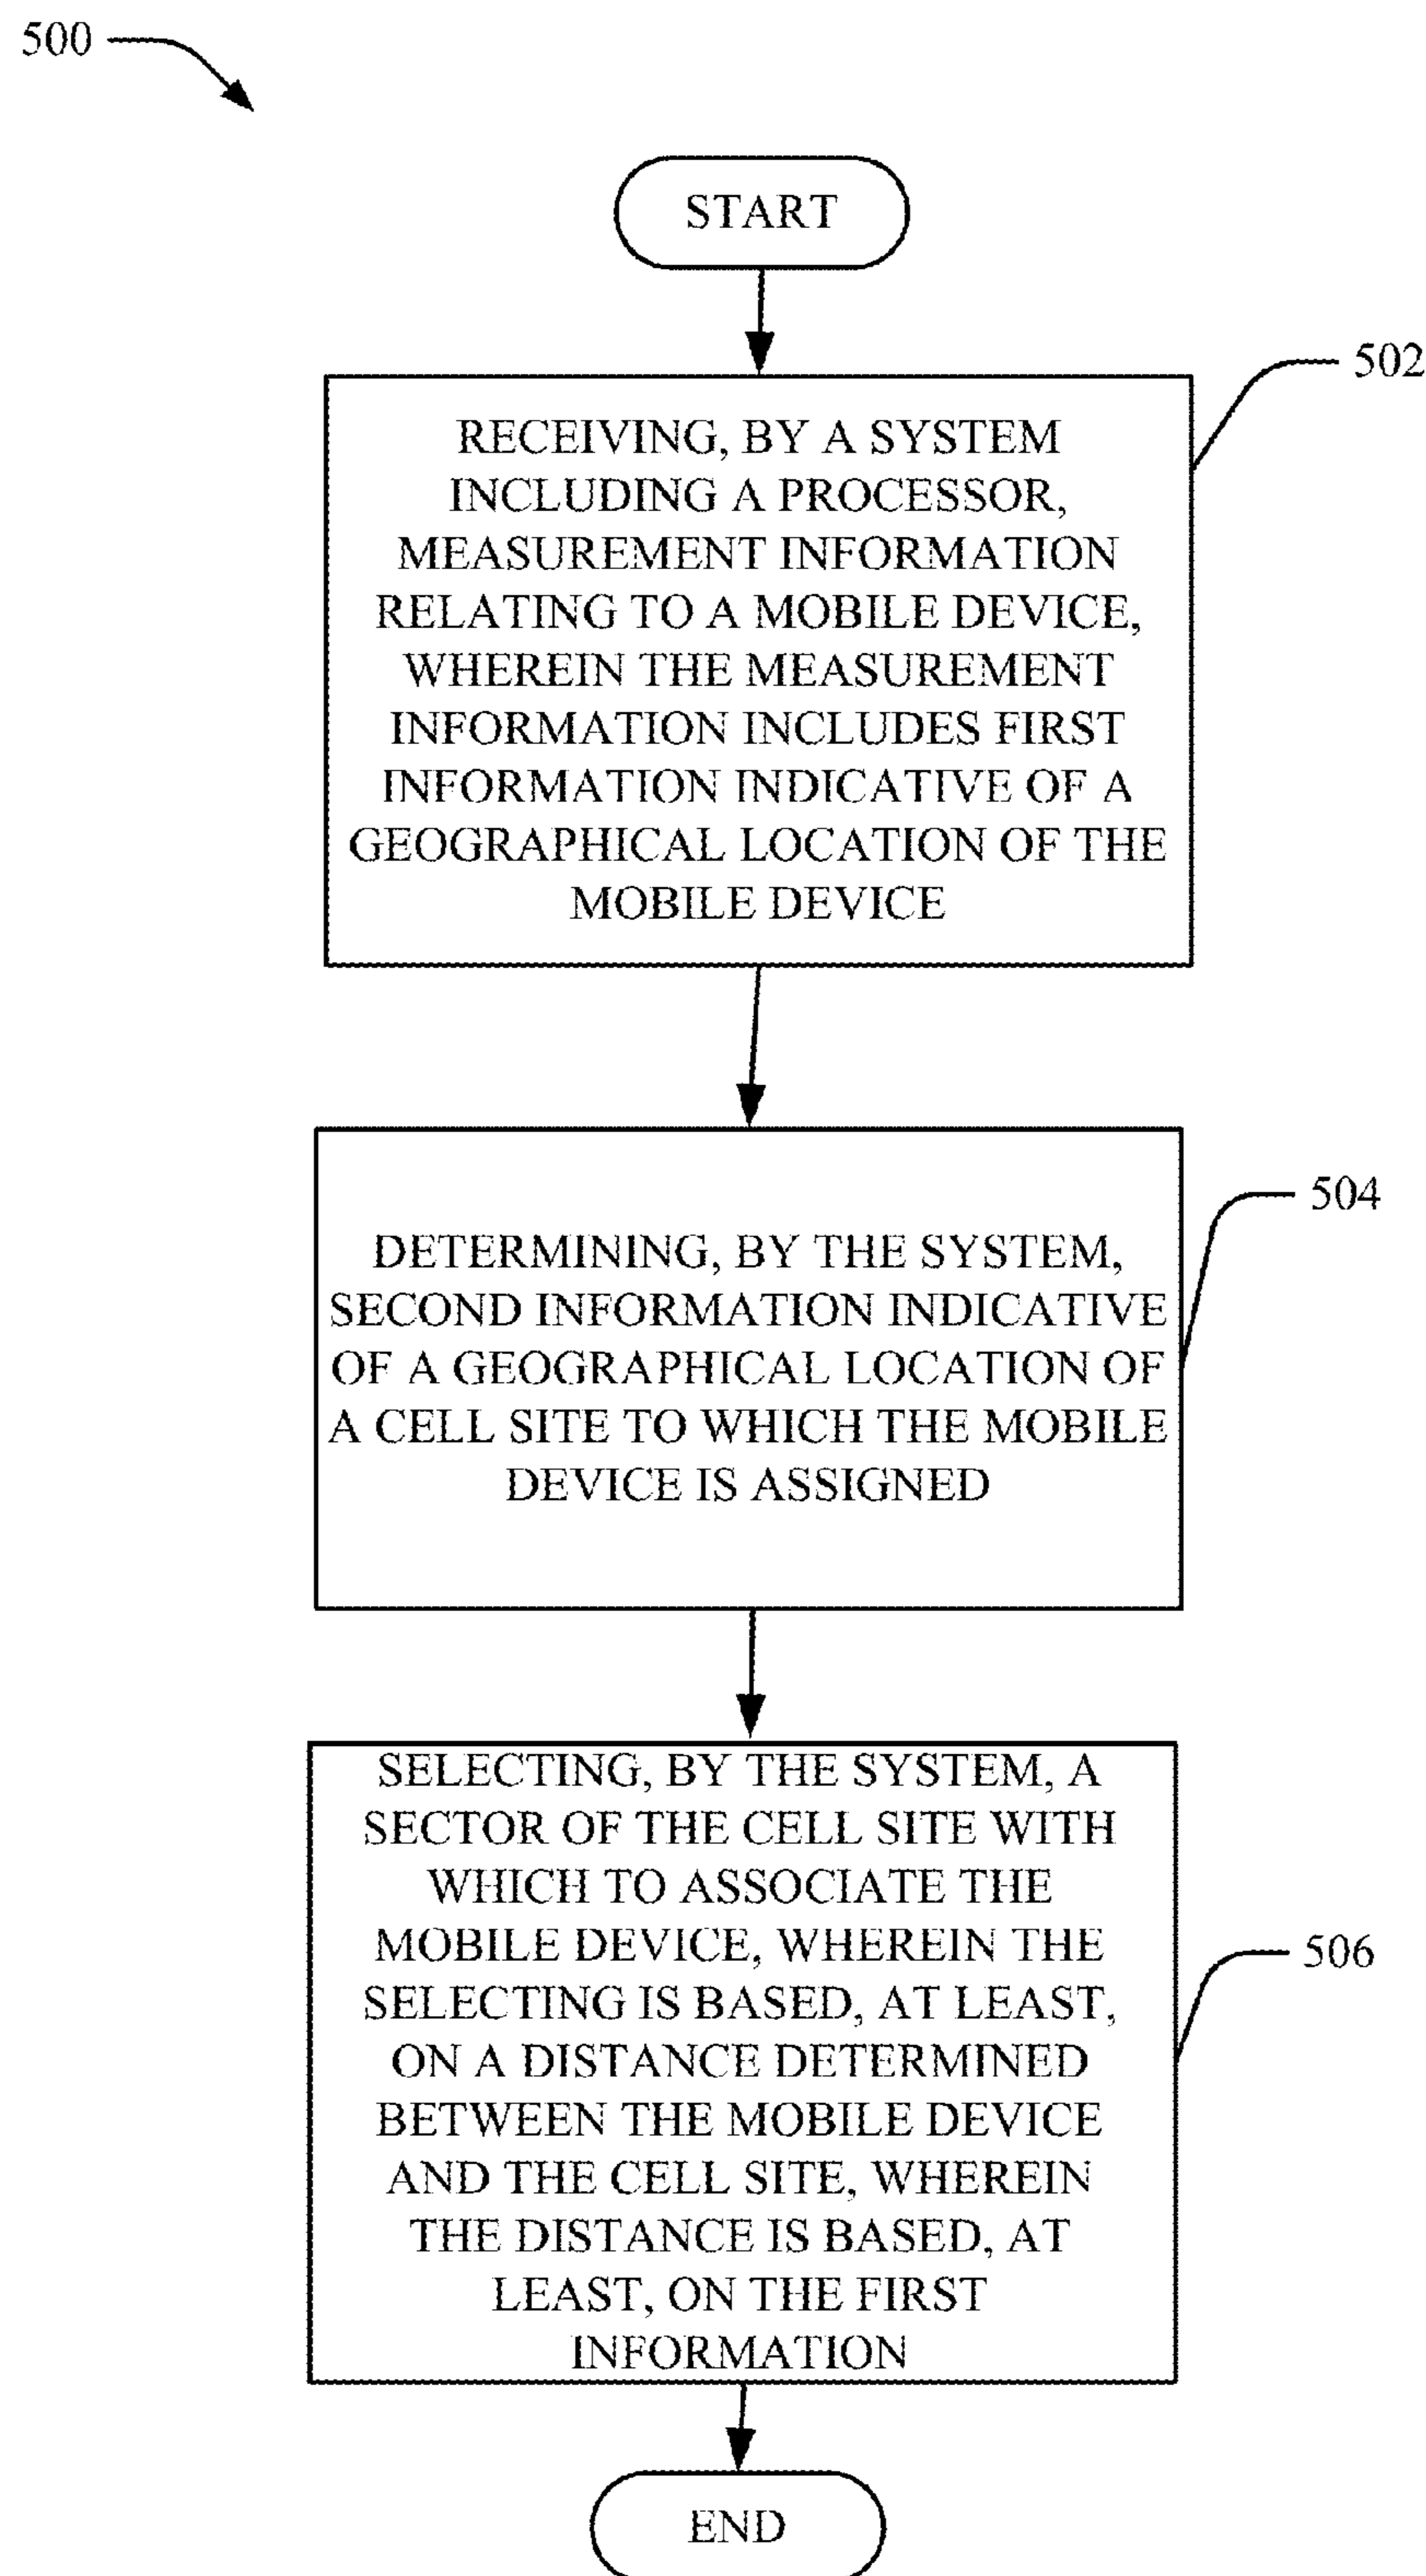 500
START
502
RECEIVING, BY A SYSTEM
INCLUDING A PROCESSOR,
MEASUREMENT INFORMATION
RELATING TO A MOBILE DEVICE,
WHEREIN THE MEASUREMENT
INFORMATION INCLUDES FIRST
INFORMATION INDICATIVE OF A
GEOGRAPHICAL LOCATION OF THE
MOBILE DEVICE
504
DETERMINING, BY THE SYSTEM,
SECOND INFORMATION INDICATIVE
OF A GEOGRAPHICAL LOCATION OF
A CELL SITE TO WHICH THE MOBILE
DEVICE IS ASSIGNED
SELECTING, BY THE SYSTEM, A
SECTOR OF THE CELL SITE WITH
WHICH TO ASSOCIATE THE
MOBILE DEVICE, WHEREIN THE
506
SELECTING IS BASED, AT LEAST,
ON A DISTANCE DETERMINED
BETWEEN THE MOBILE DEVICE
AND THE CELL SITE, WHEREIN
THE DISTANCE IS BASED, AT
LEAST, ON THE FIRST
INFORMATION
END